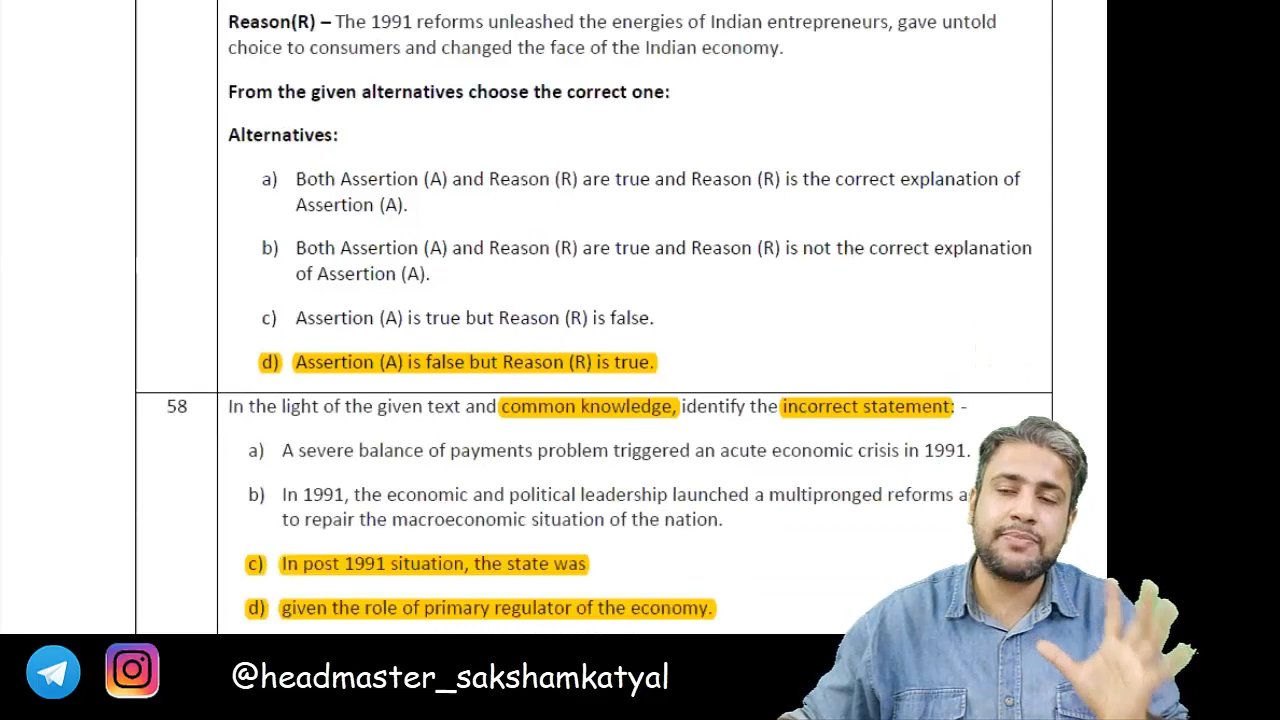 Reason(R) – The 1991 reforms unleashed the energies of Indian entrepreneurs, gave untold
choice to consumers and changed the face of the Indian economy.
From the given alternatives choose the correct one:
Alternatives:
a) Both Assertion (A) and Reason (R) are true and Reason (R) is the correct explanation of
Assertion (A).
b) Both Assertion (A) and Reason (R) are true and Reason (R) is not the correct explanation
of Assertion (A).
c) Assertion (A) is true but Reason (R) is false.
d) Assertion (A) is false but Reason (R) is true.
58 In the light of the given text and common knowledge, identify the incorrect statement: -
a) A severe balance of payments problem triggered an acute economic crisis in 1991.
b) In 1991, the economic and political leadership launched a multipronged reforms
to repair the macroeconomic situation of the nation.
c) In post 1991 situation, the state was
d) given the role of primary regulator of the economy.
@headmaster_sakshamkatyal